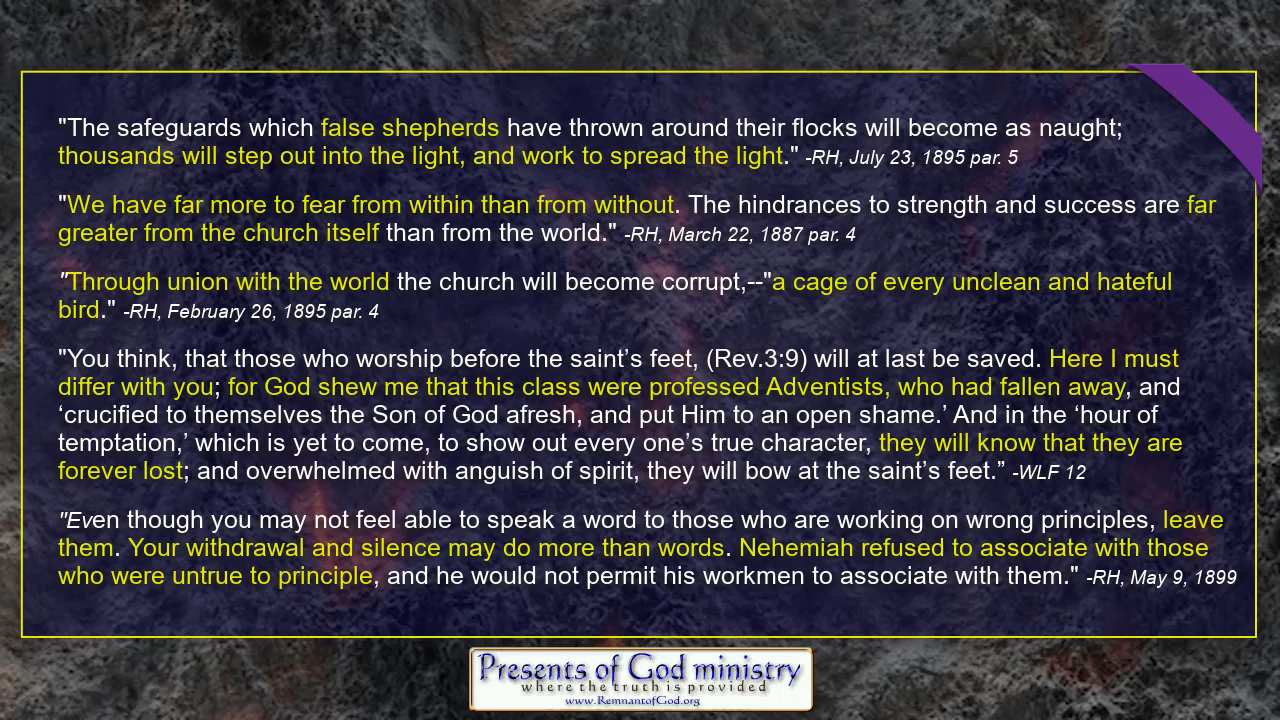 "The safeguards which false shepherds have thrown around their flocks will become as naught;
thousands will step out into the light, and work to spread the light." -RH, July 23, 1895 par. 5
"We have far more to fear from within than from without. The hindrances to strength and success are far
greater from the church itself than from the world." -RH, March 22, 1887 par. 4
"Through union with the world the church will become corrupt,--"a cage of every unclean and hateful
bird." -RH, February 26, 1895 par. 4
"You think, that those who worship before the saint’s feet, (Rev.3:9) will at last be saved. Here I must
differ with you; for God shew me that this class were professed Adventists, who had fallen away, and
‘crucified to themselves the Son of God afresh, and put Him to an open shame.’ And in the ‘hour of
temptation,’ which is yet to come, to show out every one’s true character, they will know that they are
forever lost; and overwhelmed with anguish of spirit, they will bow at the saint’s feet.” -WLF 12
"Even though you may not feel able to speak a word to those who are working on wrong principles, leave
them. Your withdrawal and silence may do more than words. Nehemiah refused to associate with those
who were untrue to principle, and he would not permit his workmen to associate with them." -RH, May 9, 1899
Presents of God ministry
where the truth is provided
www.RemnantofGod.org